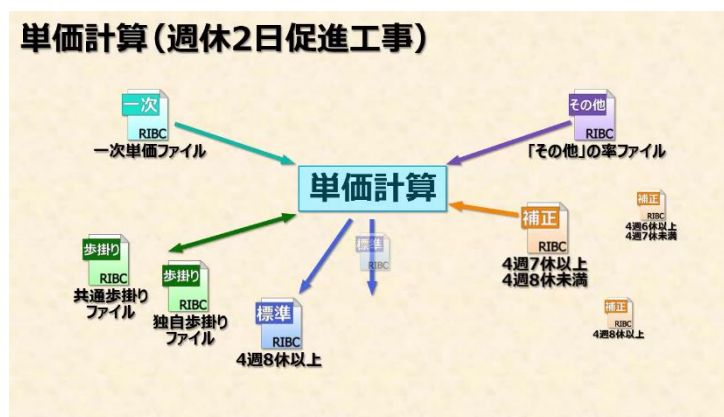 単価計算（週休2日促進工事）
一次
RIBC
一次単価ファイル
その他
RIBC
「その他」の率ファイル
単価計算
補正
RIBC
4週6休以上
4週7休未満
補正
RIBC
4週7休以上
4週8休未満
歩掛り
RIBC
共通歩掛り
ファイル
歩掛り
RIBC
独自歩掛り
ファイル
標準
RIBC
標準
RIBC
4週8休以上
補正
RIBC
4週8休以上